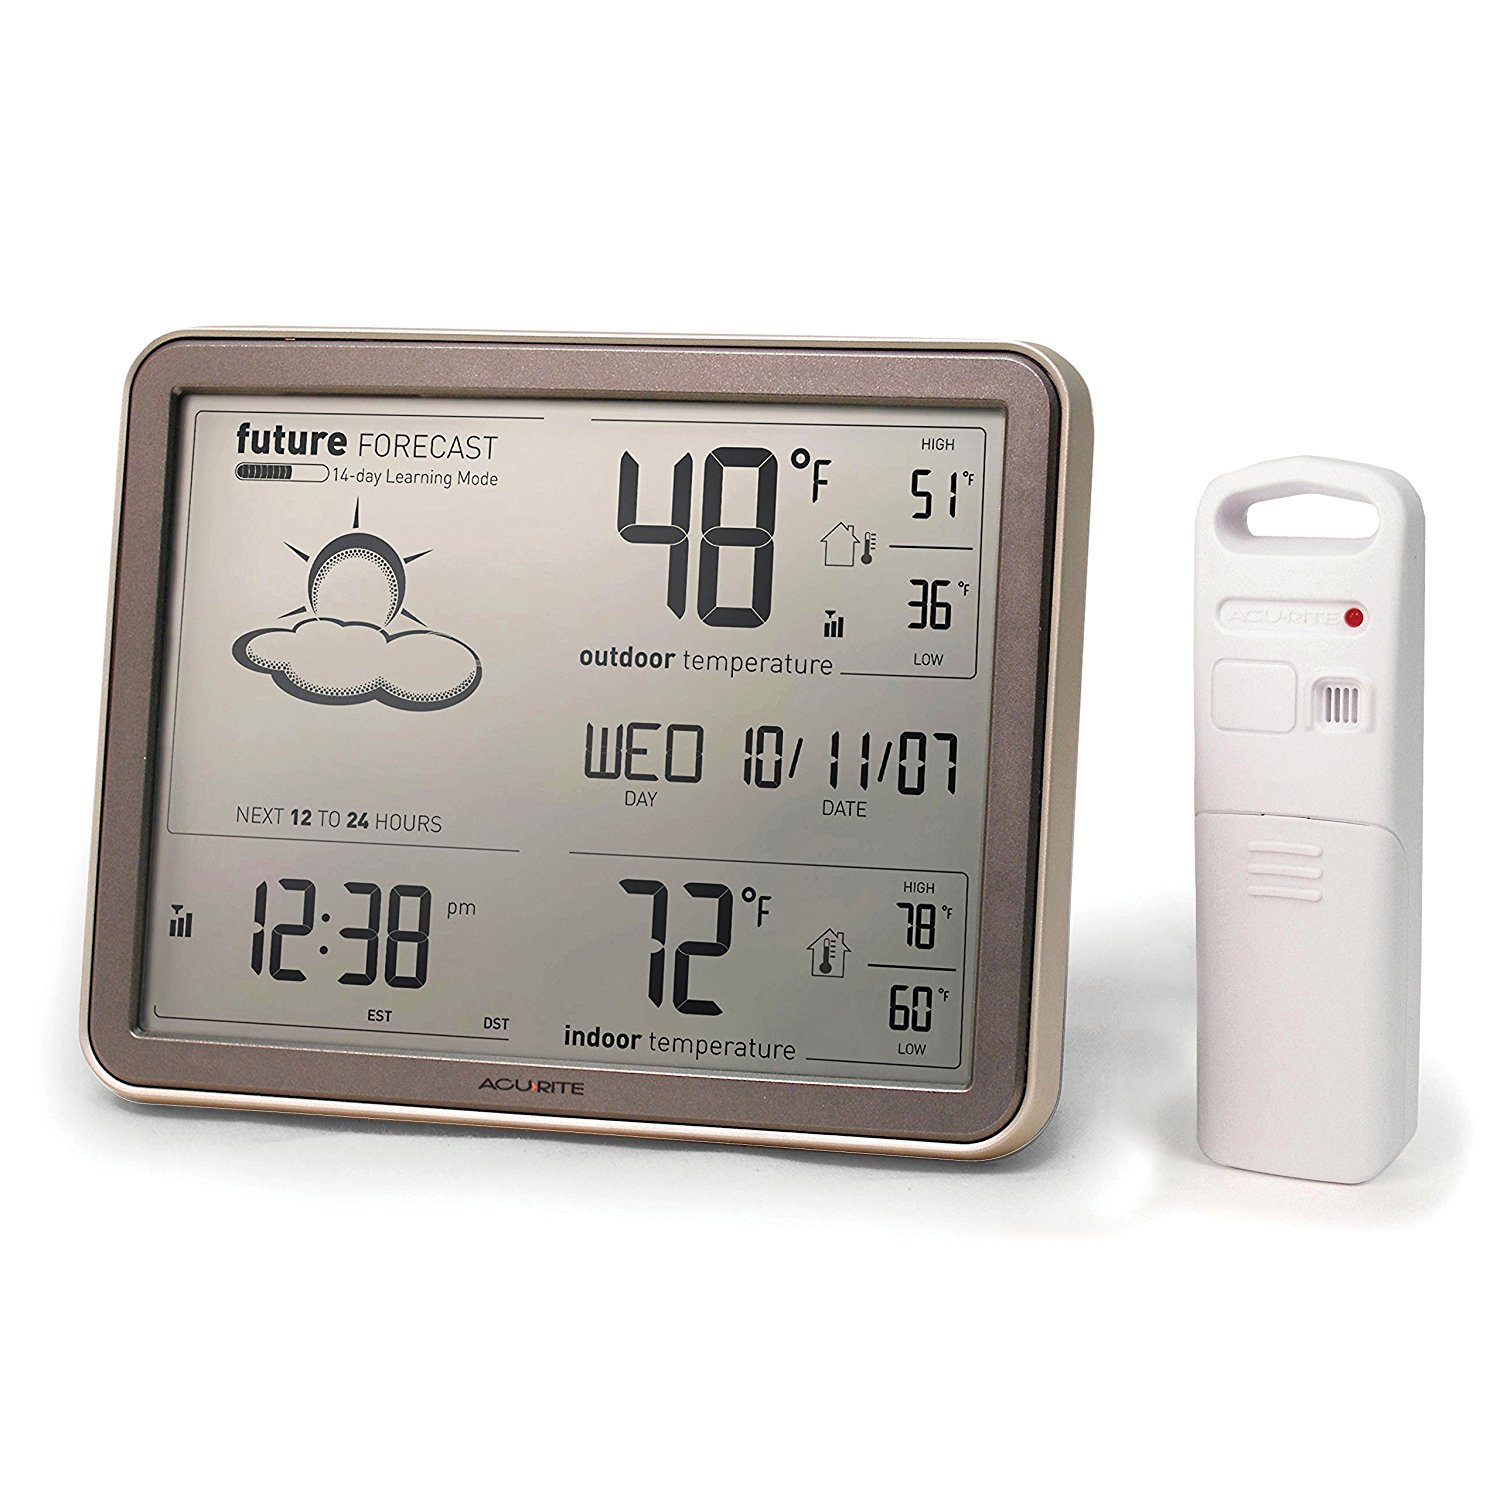 future FORECAST
14-day Learning Mode
NEXT 12 TO 24 HOURS
48°F
HIGH
51°F
36°F
LOW
outdoor temperature
WED 10/11/07
DAY DATE
12:38 pm
EST DST
72°F
HIGH
78°F
60°F
LOW
indoor temperature
ACURITE
ACURITE